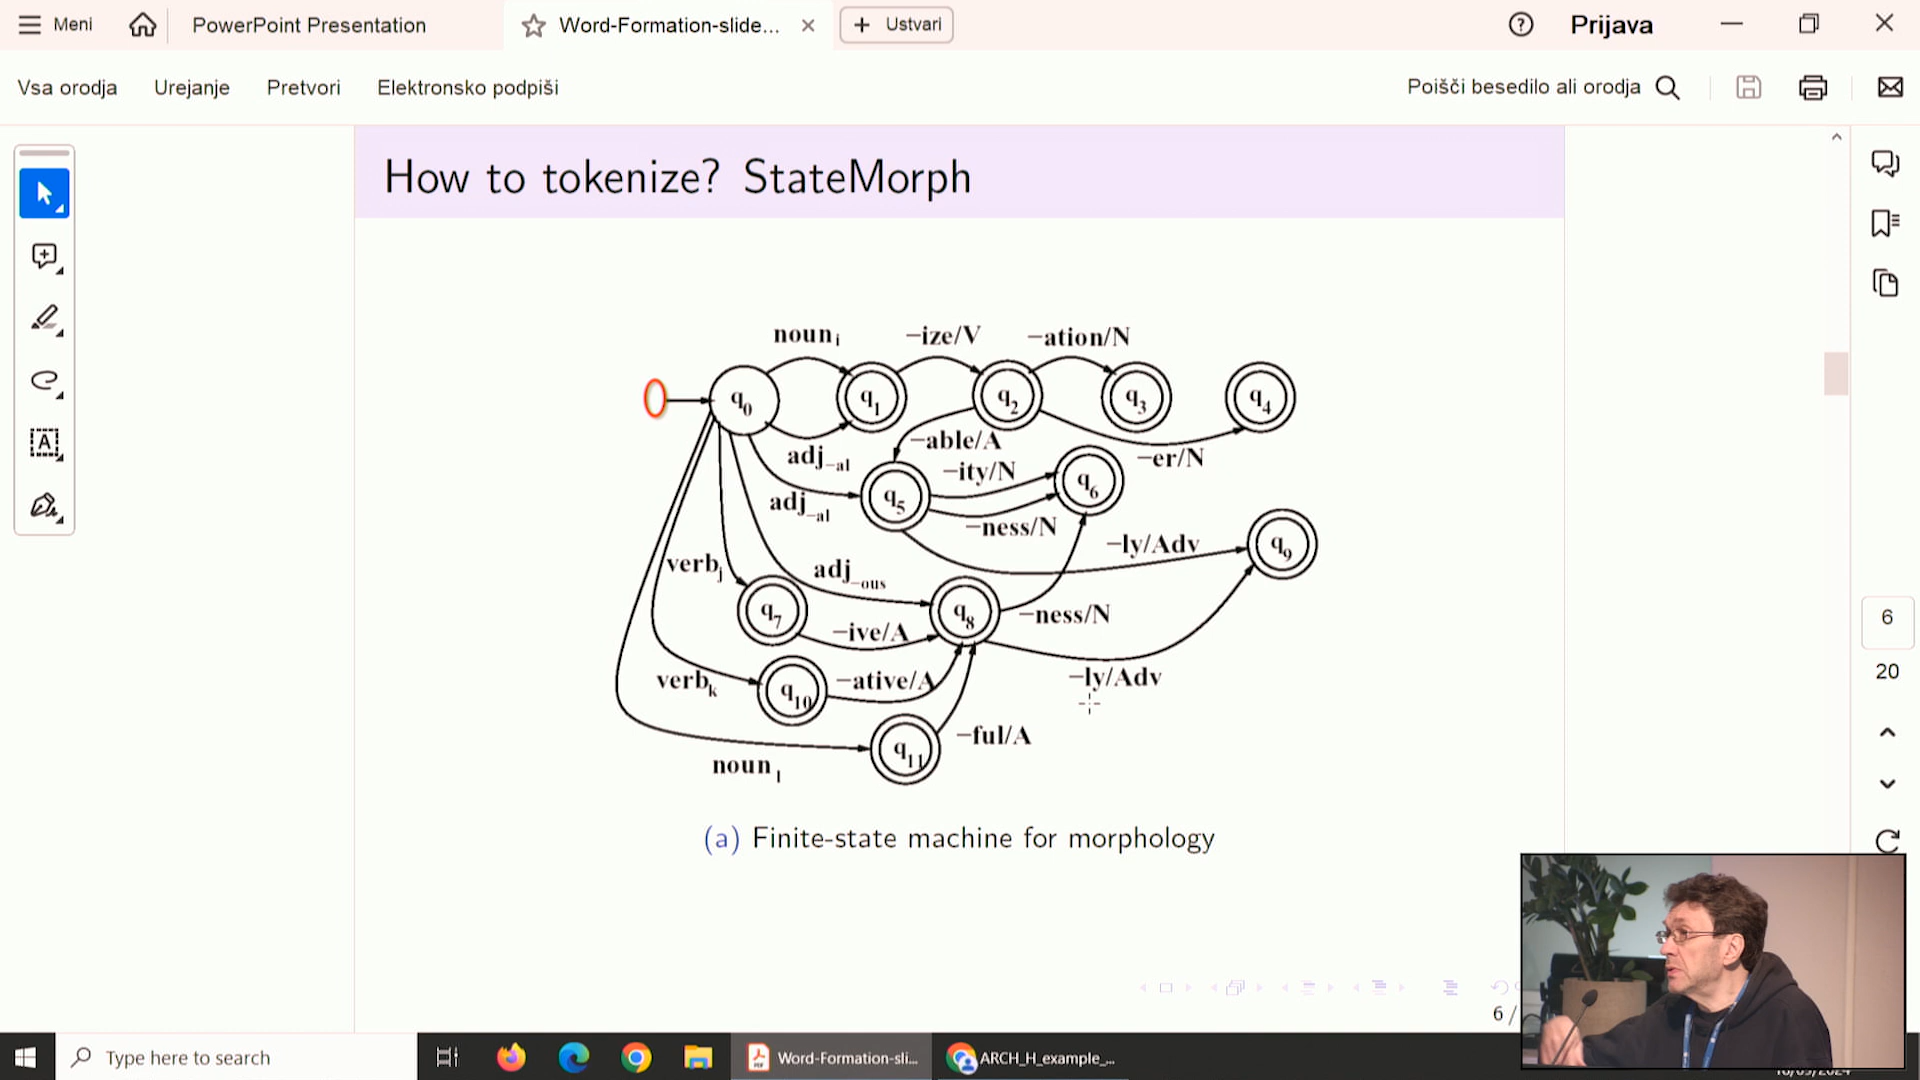 Meni
PowerPoint Presentation
Word-Formation-slide...
Ustvari
Prijava
Vsa orodja
Urejanje
Pretvori
Elektronsko podpiši
Poišči besedilo ali orodja
How to tokenize? StateMorph
noun i
–ize/V
–ation/N
q0
q1
q2
q3
q4
adj –al
–able/A
–er/N
–ity/N
q5
q6
adj –al
–ness/N
–ly/Adv
q9
verb j
adj –ous
q7
q8
–ive/A
–ness/N
verb k
q10
–ative/A
–ly/Adv
q11
–ful/A
noun l
(a) Finite-state machine for morphology
6
20
6 /
Type here to search
Word-Formation-sli...
ARCH_H_example_...